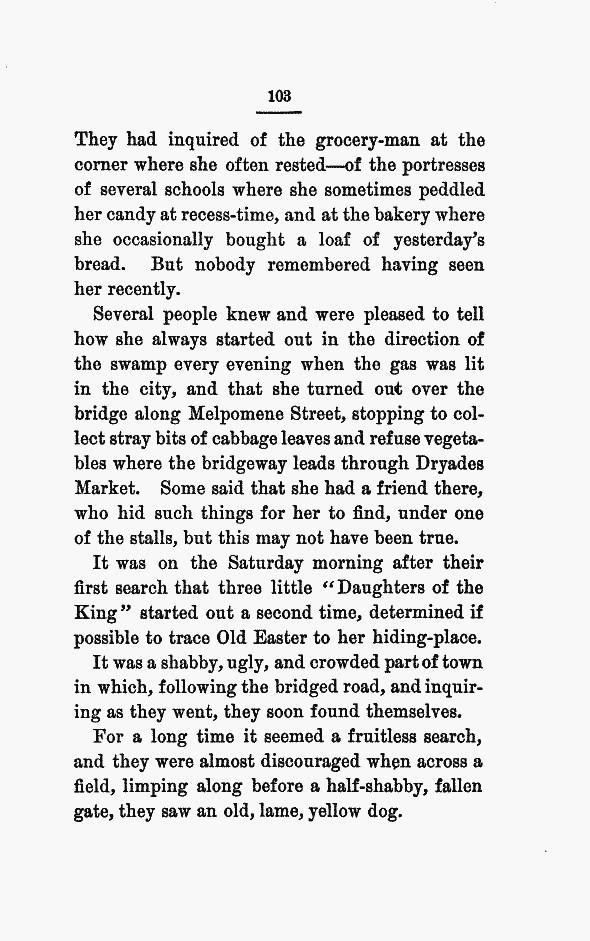 103
They had inquired of the grocery-man at the
corner where she often rested—of the portresses
of several schools where she sometimes peddled
her candy at recess-time, and at the bakery where
she occasionally bought a loaf of yesterday's
bread. But nobody remembered having seen
her recently.
Several people knew and were pleased to tell
how she always started out in the direction of
the swamp every evening when the gas was lit
in the city, and that she turned out over the
bridge along Melpomene Street, stopping to col-
lect stray bits of cabbage leaves and refuse vegeta-
bles where the bridgeway leads through Dryades
Market. Some said that she had a friend there,
who hid such things for her to find, under one
of the stalls, but this may not have been true.
It was on the Saturday morning after their
first search that three little "Daughters of the
King" started out a second time, determined if
possible to trace Old Easter to her hiding-place.
It was a shabby, ugly, and crowded part of town
in which, following the bridged road, and inquir-
ing as they went, they soon found themselves.
For a long time it seemed a fruitless search,
and they were almost discouraged when across a
field, limping along before a half-shabby, fallen
gate, they saw an old, lame, yellow dog.